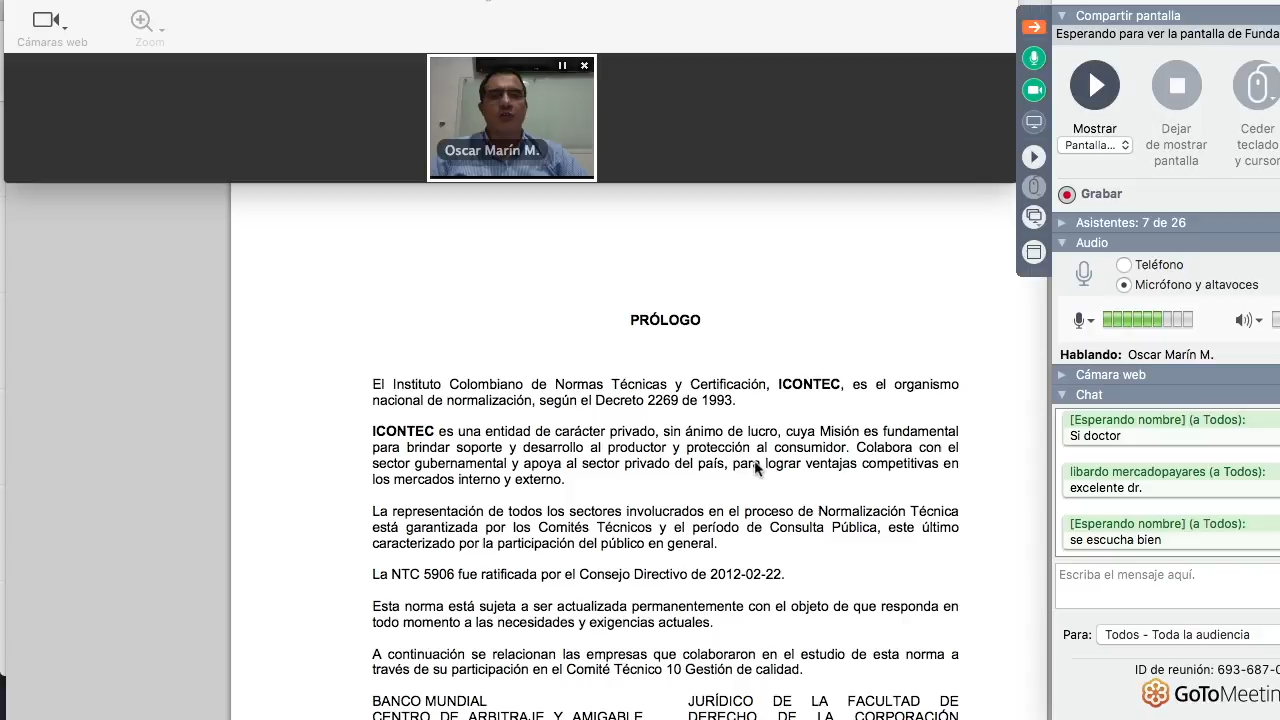 Cámaras web
Zoom
Oscar Marín M.
PRÓLOGO
El Instituto Colombiano de Normas Técnicas y Certificación, ICONTEC, es el organismo
nacional de normalización, según el Decreto 2269 de 1993.
ICONTEC es una entidad de carácter privado, sin ánimo de lucro, cuya Misión es fundamental
para brindar soporte y desarrollo al productor y protección al consumidor. Colabora con el
sector gubernamental y apoya al sector privado del país, para lograr ventajas competitivas en
los mercados interno y externo.
La representación de todos los sectores involucrados en el proceso de Normalización Técnica
está garantizada por los Comités Técnicos y el período de Consulta Pública, este último
caracterizado por la participación del público en general.
La NTC 5906 fue ratificada por el Consejo Directivo de 2012-02-22.
Esta norma está sujeta a ser actualizada permanentemente con el objeto de que responda en
todo momento a las necesidades y exigencias actuales.
A continuación se relacionan las empresas que colaboraron en el estudio de esta norma a
través de su participación en el Comité Técnico 10 Gestión de calidad.
BANCO MUNDIAL
CENTRO DE ARBITRAJE Y AMIGABLE
JURÍDICO DE LA FACULTAD DE
DERECHO DE LA CORPORACIÓN
Compartir pantalla
Esperando para ver la pantalla de Funda
Mostrar
Pantalla...
Dejar
de mostrar
pantalla
Ceder
teclado
y cursor
Grabar
Asistentes: 7 de 26
Audio
Teléfono
Micrófono y altavoces
Hablando: Oscar Marín M.
Cámara web
Chat
[Esperando nombre] (a Todos):
Si doctor
libardo mercadopayares (a Todos):
excelente dr.
[Esperando nombre] (a Todos):
se escucha bien
Escriba el mensaje aquí.
Para: Todos - Toda la audiencia
ID de reunión: 693-687-0
GoToMeetin